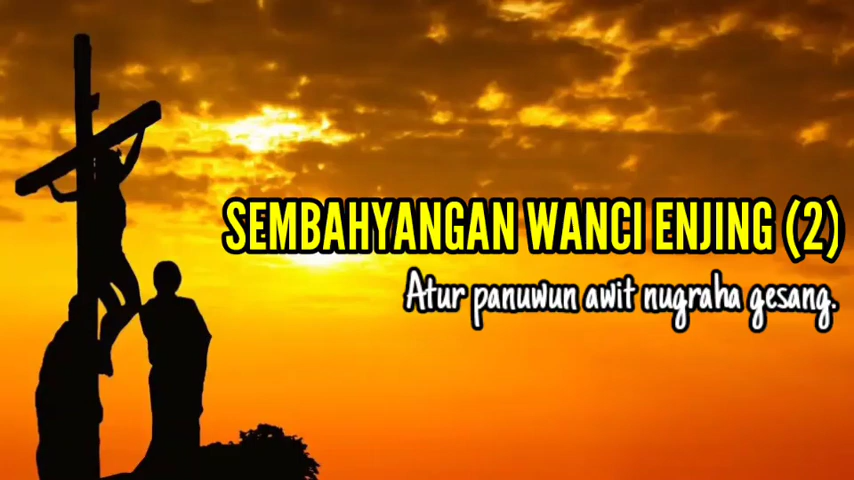 SEMBAHYANGAN WANCI ENJING (2)
Atur panuwun awit nugraha gesang.